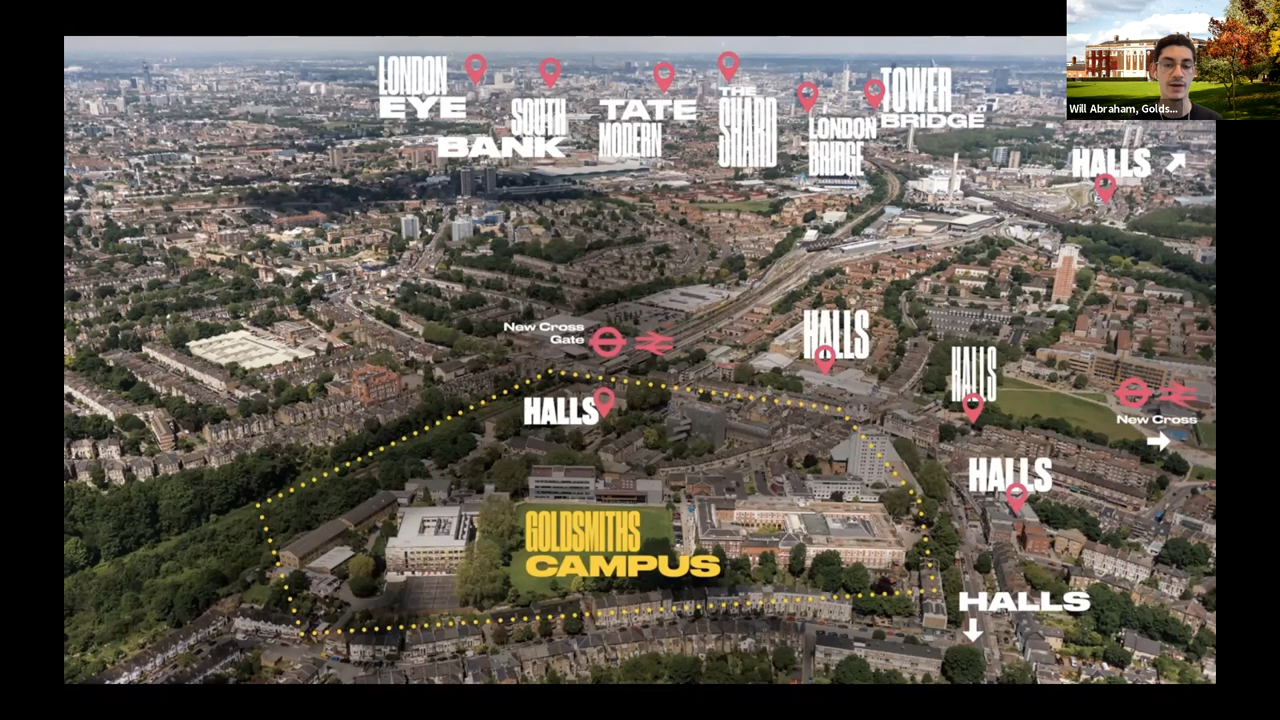 LONDON
EYE
SOUTH
BANK
TATE
MODERN
THE
SHARD
LONDON
BRIDGE
TOWER
BRIDGE
Will Abraham, Golds...
HALLS
New Cross
Gate
HALLS
HALLS
HALLS
New Cross
HALLS
GOLDSMITHS
CAMPUS
HALLS